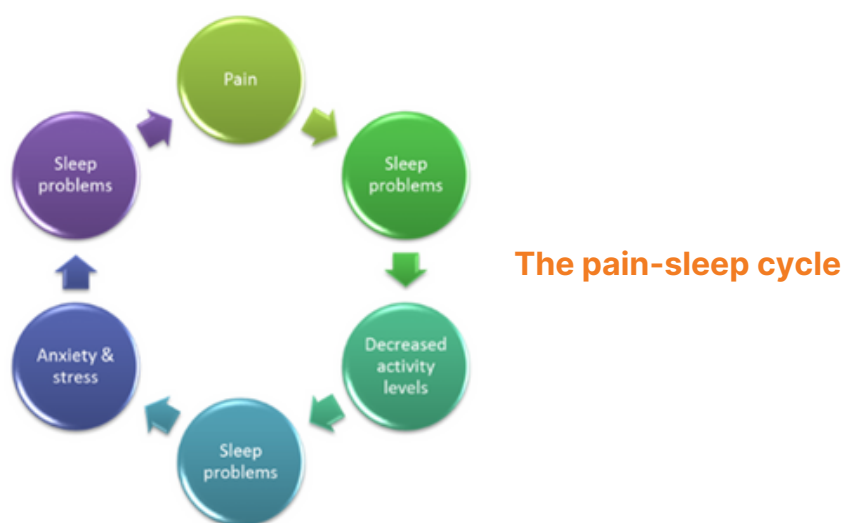 Pain
Sleep
problems
Decreased
activity
levels
Sleep
problems
Anxiety &
stress
Sleep
problems
The pain-sleep cycle